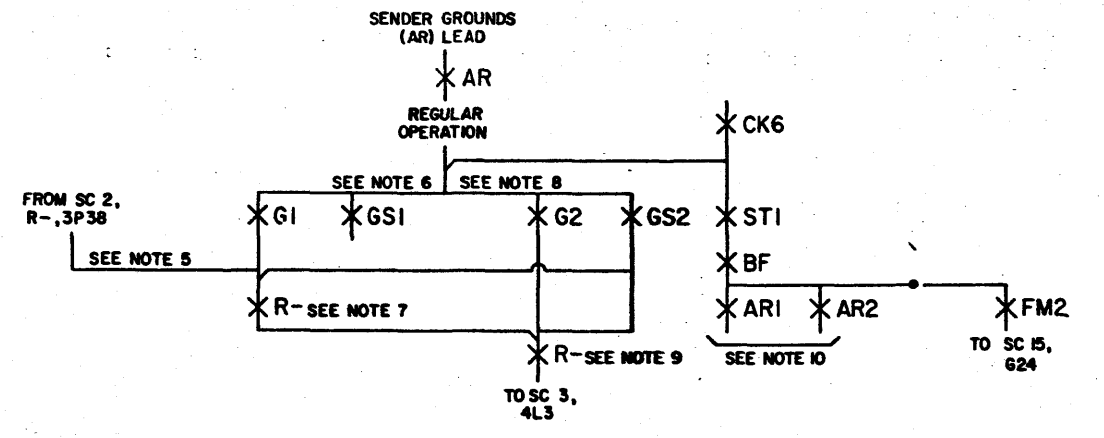 SENDER GROUNDS
(AR) LEAD
AR
REGULAR
OPERATION
CK6
SEE NOTE 6
SEE NOTE 8
FROM SC 2,
R-,3P38
G1
GS1
G2
GS2
ST1
SEE NOTE 5
BF
R-SEE NOTE 7
AR1
AR2
FM2
R-SEE NOTE 9
SEE NOTE 10
TO SC 15,
G24
TO SC 3,
4L3